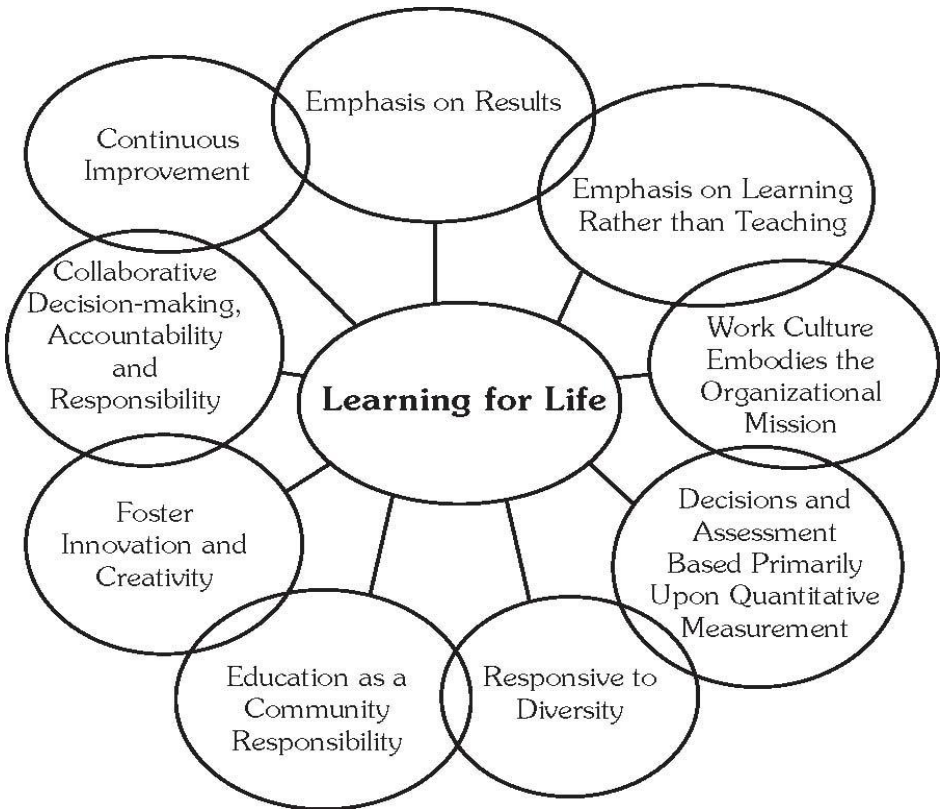 Emphasis on Results
Continuous
Improvement
Emphasis on Learning
Rather than Teaching
Collaborative
Decision-making,
Accountability
and
Responsibility
Work Culture
Embodies the
Organizational
Mission
Learning for Life
Foster
Innovation and
Creativity
Decisions and
Assessment
Based Primarily
Upon Quantitative
Measurement
Education as a
Community
Responsibility
Responsive to
Diversity